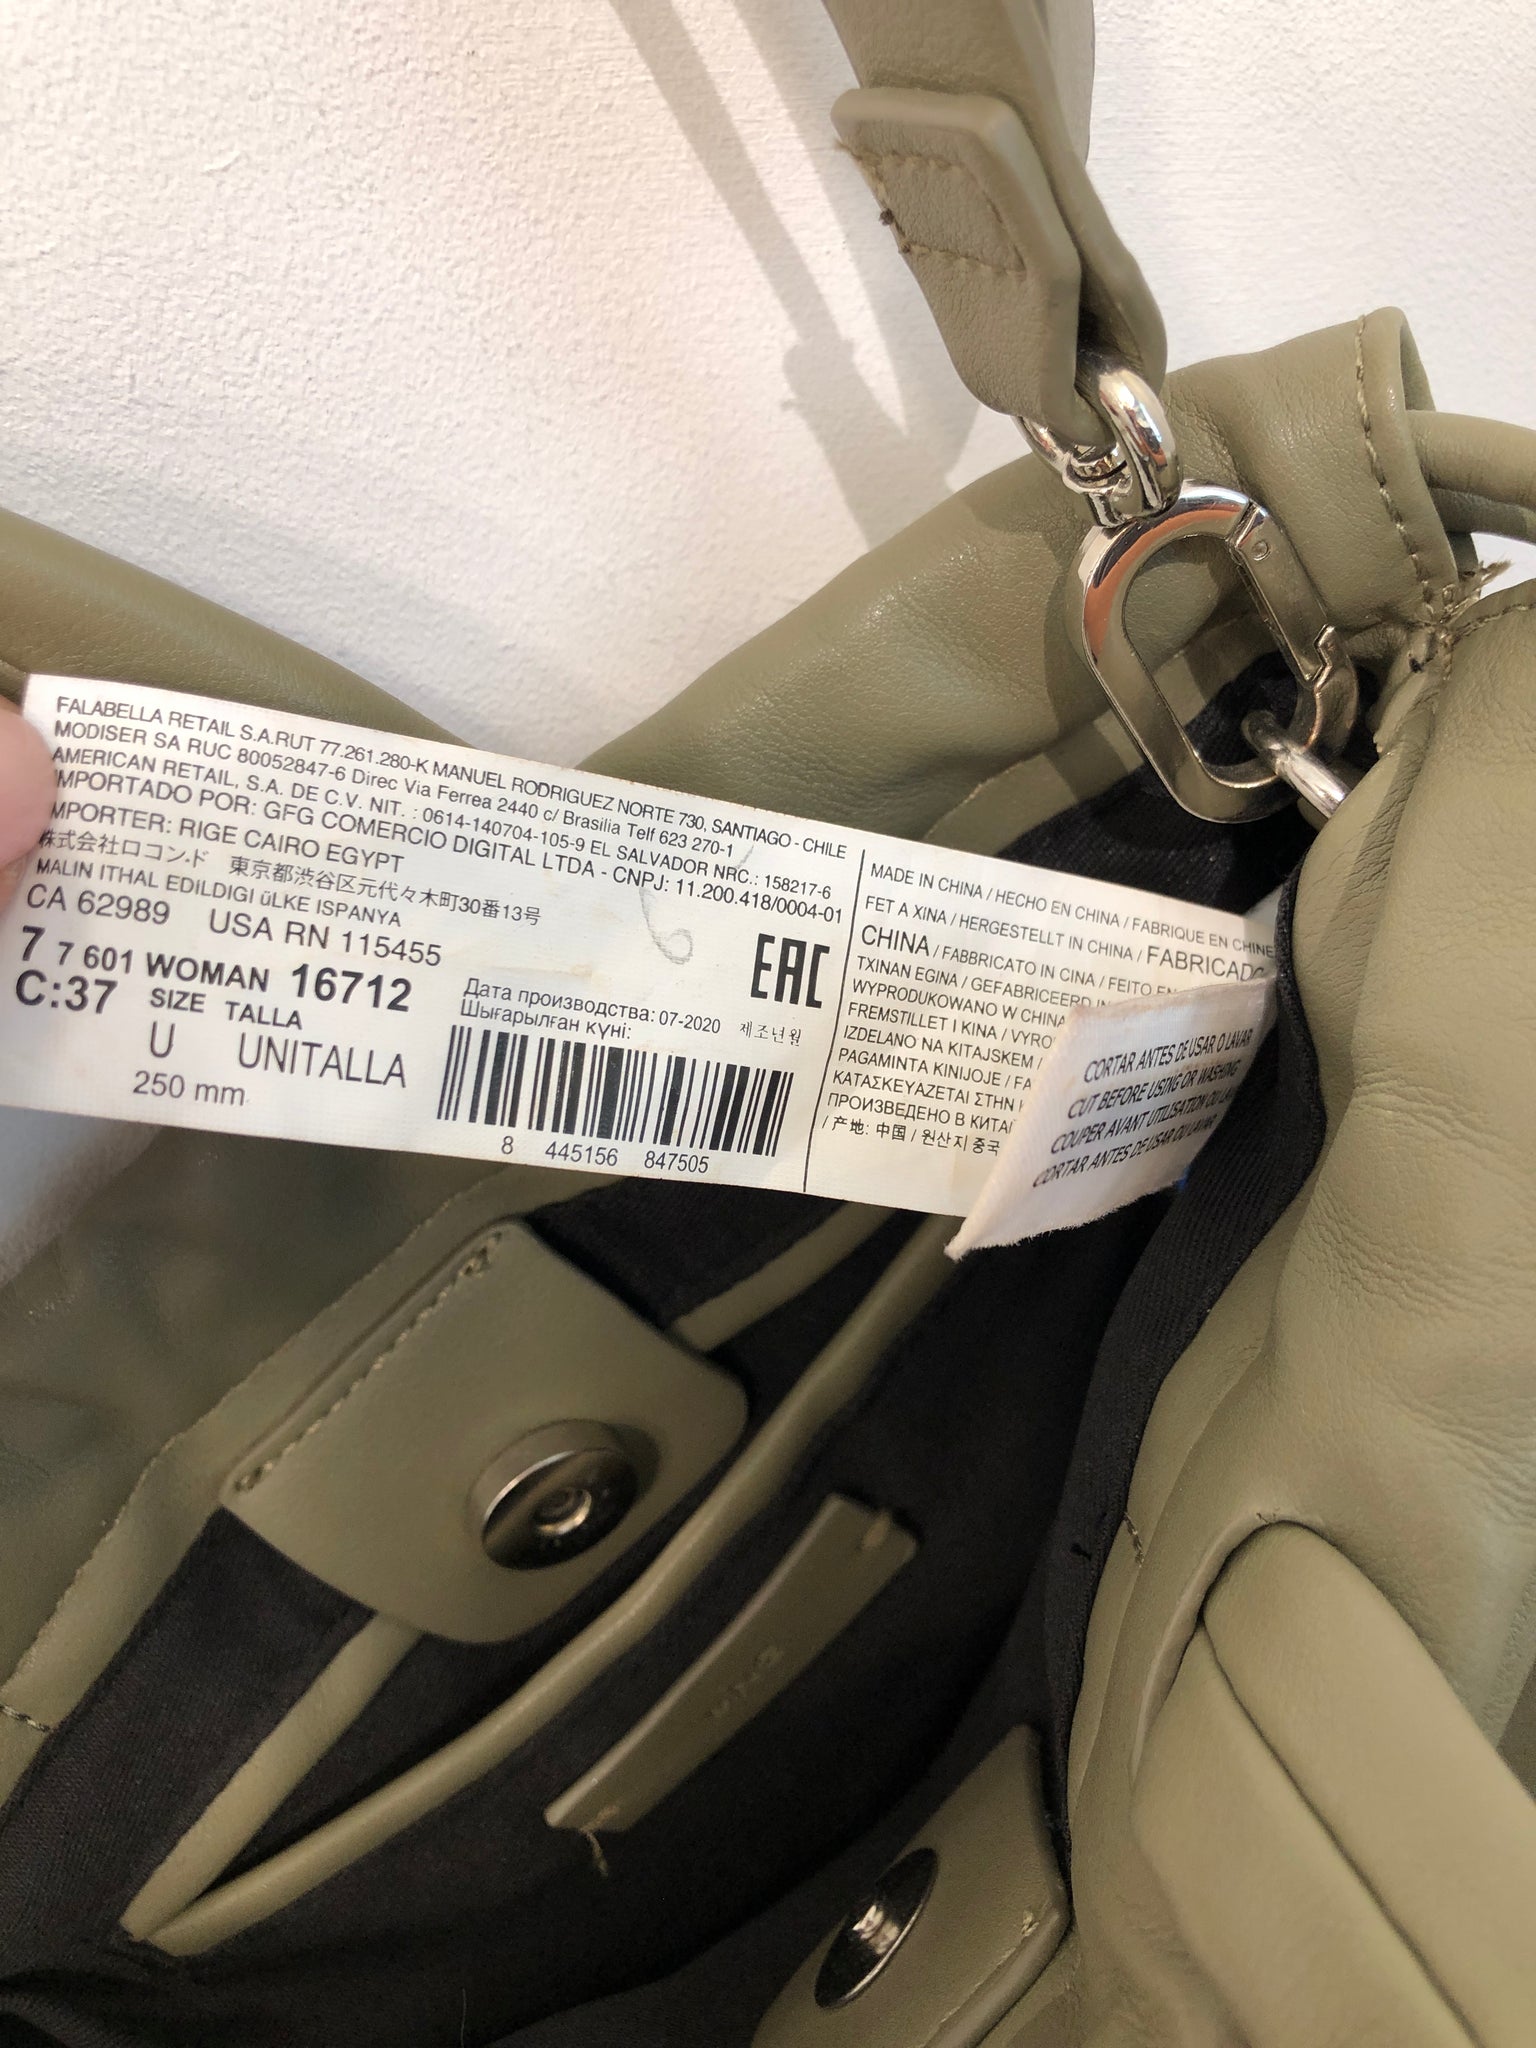 FALABELLA RETAIL S.A.RUT 77.261.280-K MANUEL RODRIGUEZ NORTE 730, SANTIAGO - CHILE
MODISER SA RUC 80052847-6 Direc Via Ferrea 2440 c/ Brasilia Telf 623 270-1
AMERICAN RETAIL, S.A. DE C.V. NIT. : 0614-140704-105-9 EL SALVADOR NRC.: 158217-6
IMPORTADO POR: GFG COMERCIO DIGITAL LTDA - CNPJ: 11.200.418/0004-01
IMPORTER: RIGE CAIRO EGYPT
株式会社ロコンド 東京都渋谷区元代々木町30番13号
MALIN ITHAL EDILDIGI üLKE ISPANYA
CA 62989 USA RN 115455
7 7 601 WOMAN 16712
C:37 SIZE TALLA
U UNITALLA
250 mm
6
EAC
Дата производства: 07-2020 제조년월
Шығарылған күні:
8 445156 847505
MADE IN CHINA / HECHO EN CHINA / FABRIQUE EN CHINE
FET A XINA / HERGESTELLT IN CHINA / FABRICADO
CHINA / FABBRICATO IN CINA / FEITO
TXINAN EGINA / GEFABRICEERD
WYPRODUKOWANO W CHINA
FREMSTILLET I KINA /
IZDELANO NA KITAJSKEM /
PAGAMINTA KINIJOJE /
ΚΑΤΑΣΚΕΥΑΖΕΤΑΙ ΣΤΗΝ
ПРОИЗВЕДЕНО В
/ 产地: 中国 / 원산지 중국
CORTAR ANTES DE USAR O LAVAR
CUT BEFORE USING OR WASHING
COUPER AVANT UTILISATION OU
CORTAR ANTES DE USAR OU LAVAR